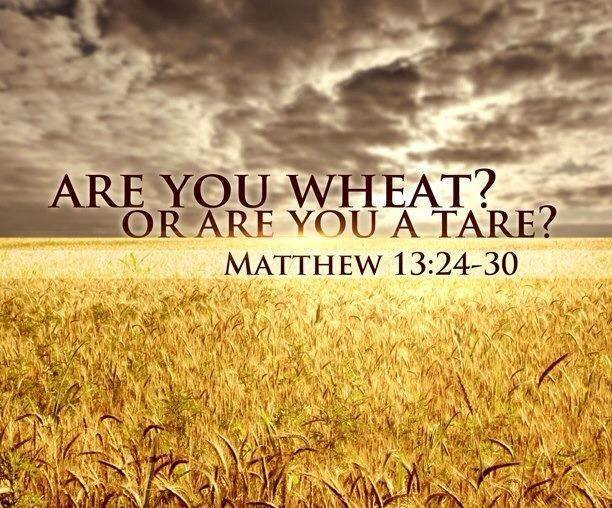 ARE YOU WHEAT?
OR ARE YOU A TARE?
MATTHEW 13:24-30